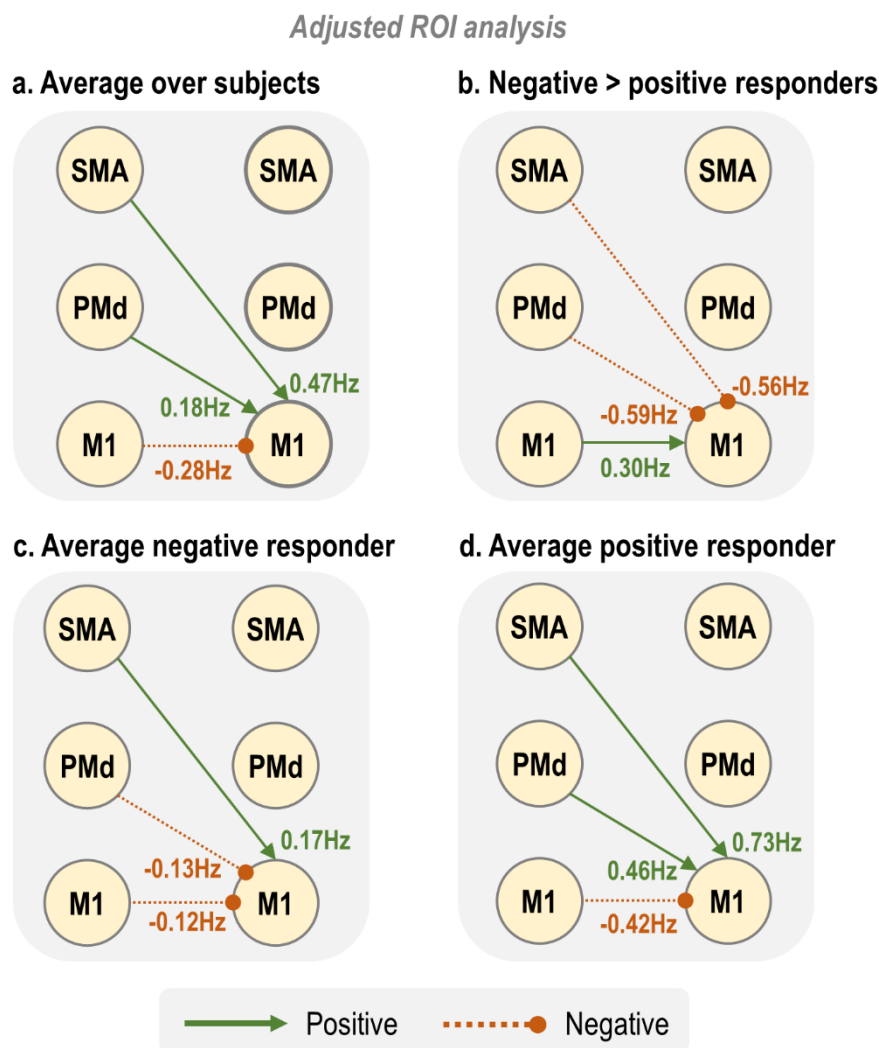 Adjusted ROI analysis
a. Average over subjects
SMA
SMA
PMd
PMd
M1
M1
0.47Hz
0.18Hz
-0.28Hz
b. Negative > positive responders
SMA
SMA
PMd
PMd
M1
M1
-0.56Hz
-0.59Hz
0.30Hz
c. Average negative responder
SMA
SMA
PMd
PMd
M1
M1
0.17Hz
-0.13Hz
-0.12Hz
d. Average positive responder
SMA
SMA
PMd
PMd
M1
M1
0.73Hz
0.46Hz
-0.42Hz
Positive
Negative